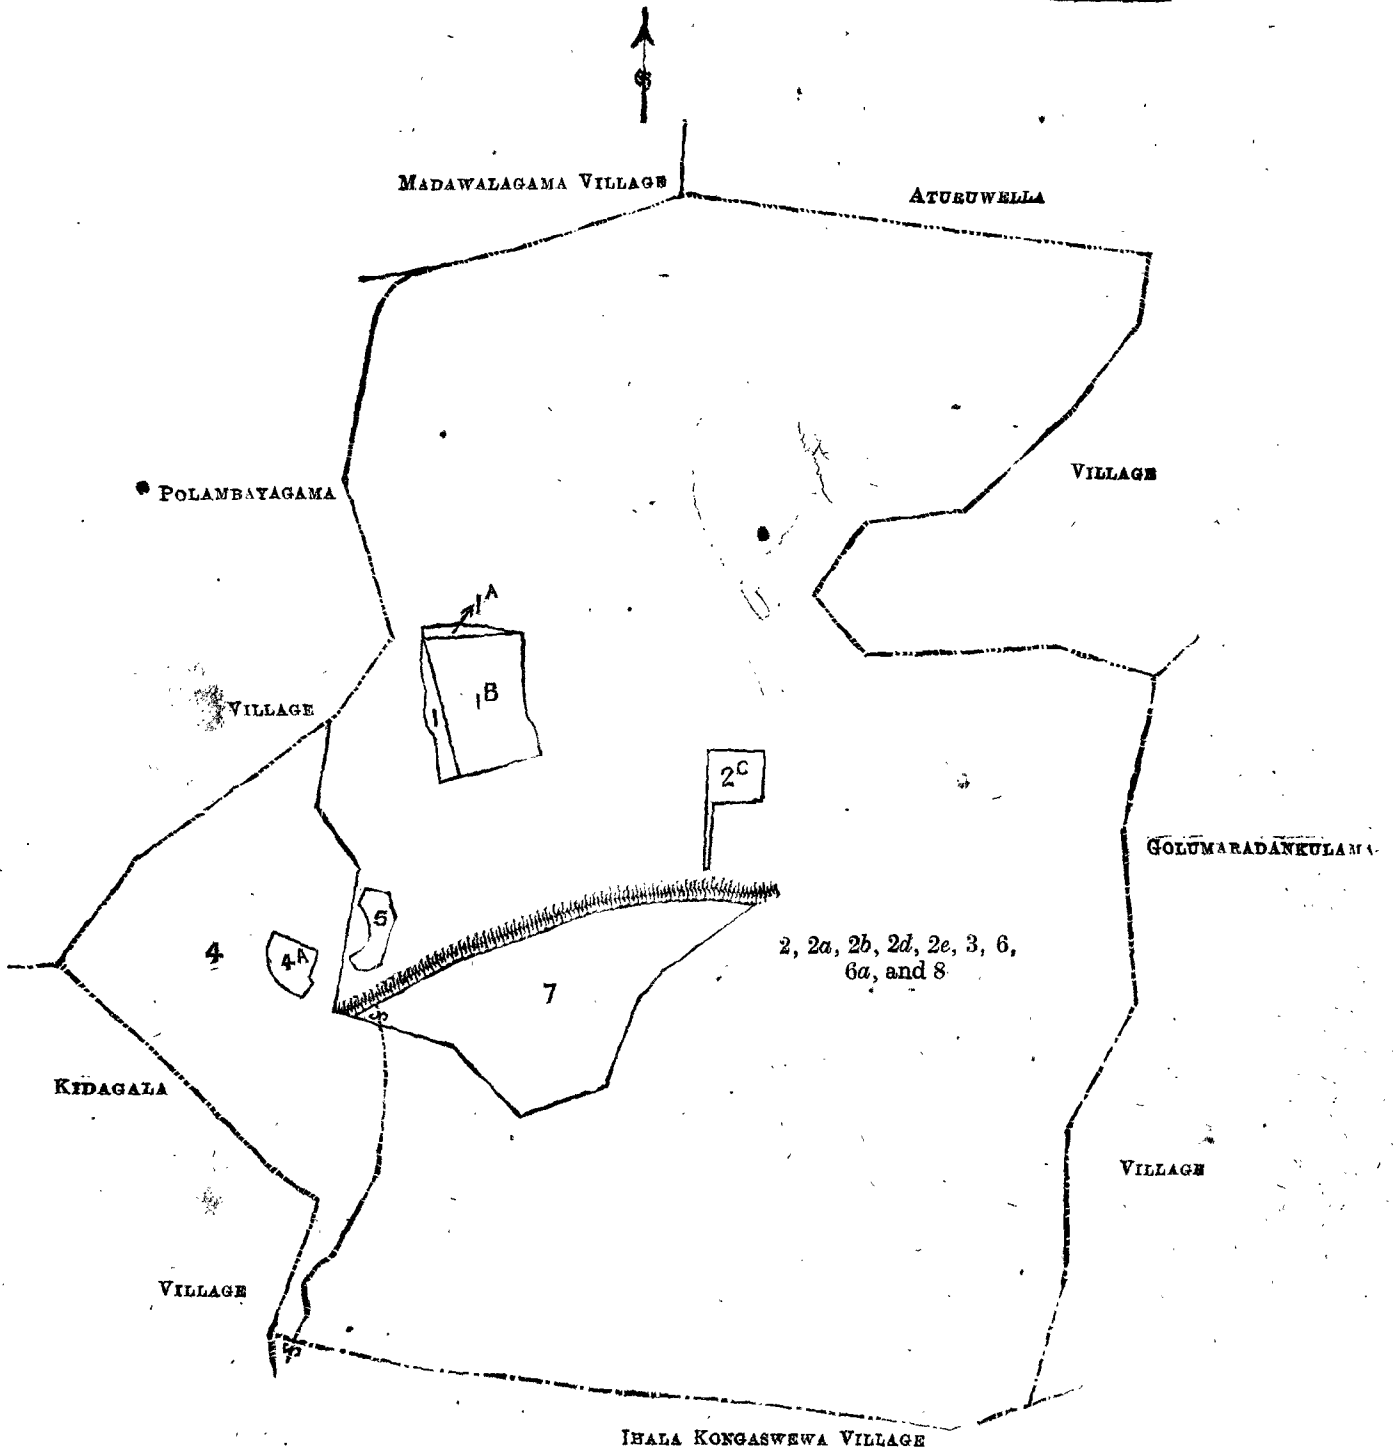 MADAWALAGAMA VILLAGE
ATURUWELLA
VILLAGE
POLAMBAYAGAMA
1A
VILLAGE
1B
1
2C
GOLUMARADANKULAMA
5
4
4A
2, 2a, 2b, 2d, 2e, 3, 6,
6a, and 8
7
KIDAGALA
VILLAGE
VILLAGE
IHALA KONGASWEWA VILLAGE